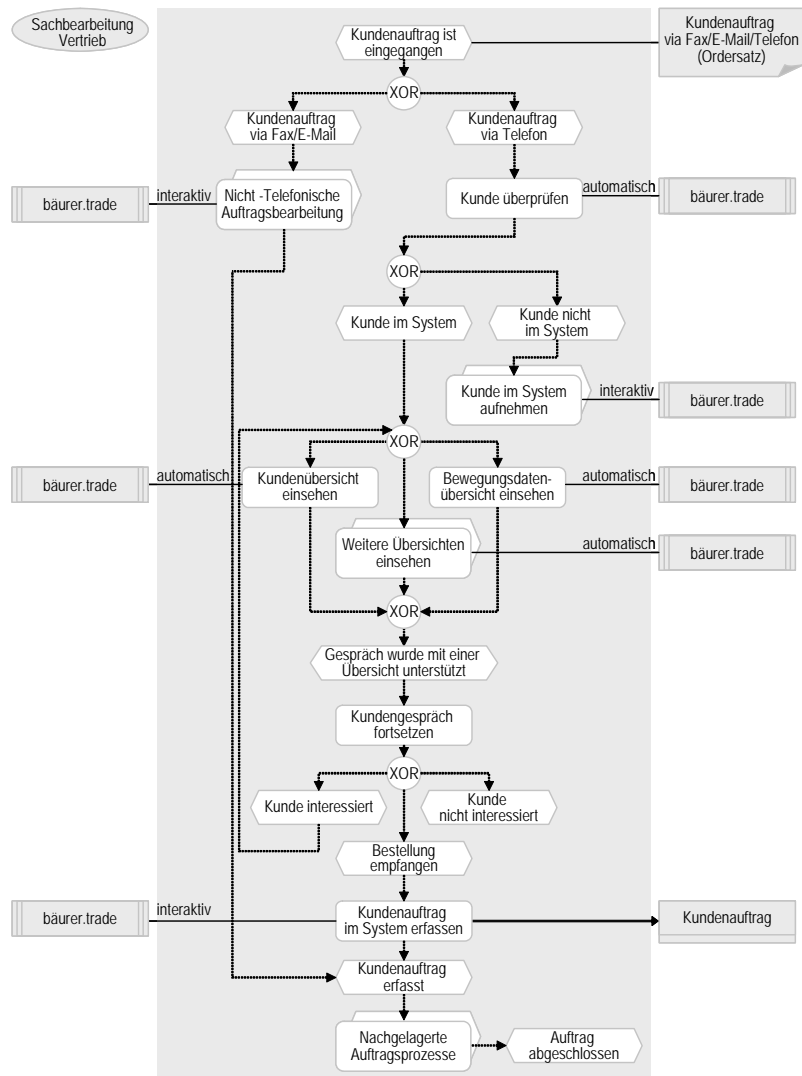 Sachbearbeitung
Vertrieb
Kundenauftrag ist
eingegangen
Kundenauftrag
via Fax/E-Mail/Telefon
(Ordersatz)
XOR
Kundenauftrag
via Fax/E-Mail
Kundenauftrag
via Telefon
bäurer.trade
interaktiv
Nicht -Telefonische
Auftragsbearbeitung
Kunde überprüfen
automatisch
bäurer.trade
XOR
Kunde im System
Kunde nicht
im System
Kunde im System
aufnehmen
interaktiv
bäurer.trade
XOR
bäurer.trade
automatisch
Kundenübersicht
einsehen
Bewegungsdaten-
übersicht einsehen
automatisch
bäurer.trade
Weitere Übersichten
einsehen
automatisch
bäurer.trade
XOR
Gespräch wurde mit einer
Übersicht unterstützt
Kundengespräch
fortsetzen
XOR
Kunde interessiert
Kunde
nicht interessiert
Bestellung
empfangen
bäurer.trade
interaktiv
Kundenauftrag
im System erfassen
Kundenauftrag
Kundenauftrag
erfasst
Nachgelagerte
Auftragsprozesse
Auftrag
abgeschlossen